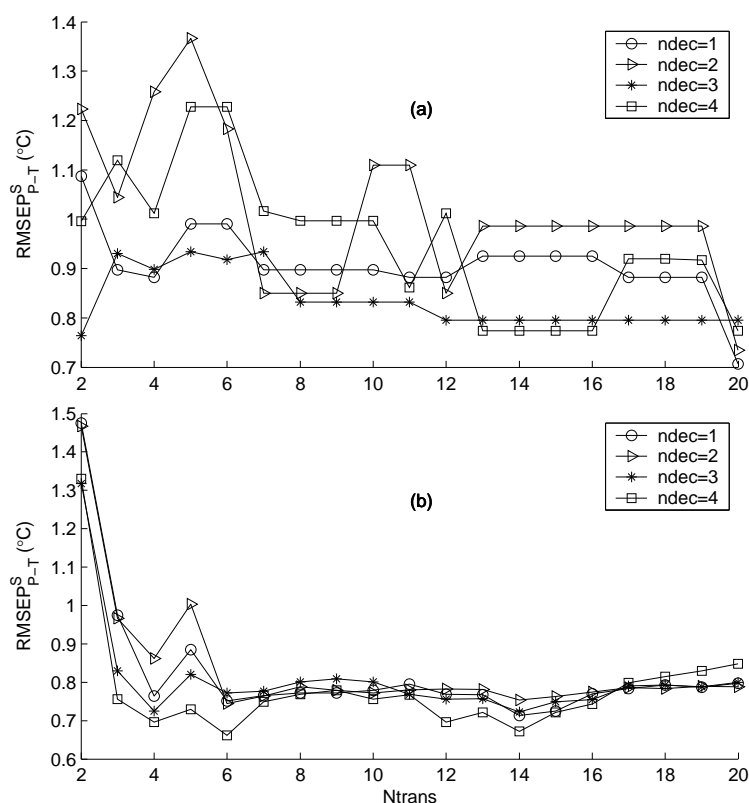 1.4
1.3
1.2
1.1
1
0.9
0.8
0.7
RMSEP^S_{P−T} (°C)
(a)
ndec=1
ndec=2
ndec=3
ndec=4
2 4 6 8 10 12 14 16 18 20
1.5
1.4
1.3
1.2
1.1
1
0.9
0.8
0.7
0.6
RMSEP^S_{P−T} (°C)
(b)
ndec=1
ndec=2
ndec=3
ndec=4
2 4 6 8 10 12 14 16 18 20
Ntrans